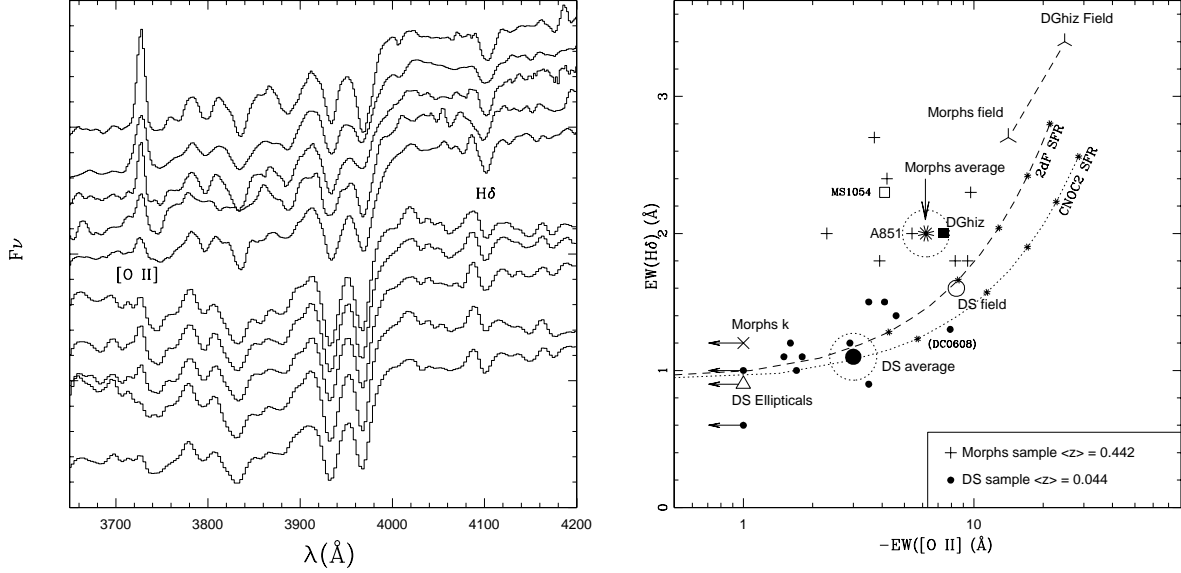 Fν
[O II]
Hδ
3700 3800 3900 4000 4100 4200
λ(Å)
EW(Hδ) (Å)
3
2
1
0
DGhiz Field
Morphs field
2dF SFR
CNOC2 SFR
Morphs average
MS1054
A851
DGhiz
DS field
Morphs k
(DC0608)
DS average
DS Ellipticals
Morphs sample <z> = 0.442
DS sample <z> = 0.044
1 10
−EW([O II] (Å)